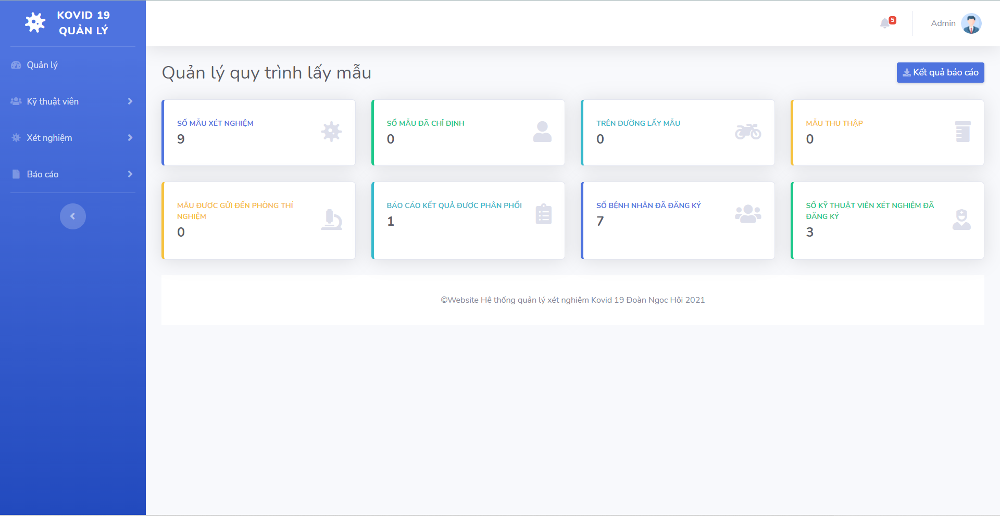 KOVID 19
QUẢN LÝ
Quản lý
Kỹ thuật viên
Xét nghiệm
Báo cáo
5
Admin
Quản lý quy trình lấy mẫu
Kết quả báo cáo
SỐ MẪU XÉT NGHIỆM
9
SỐ MẪU ĐÃ CHỈ ĐỊNH
0
TRÊN ĐƯỜNG LẤY MẪU
0
MẪU THU THẬP
0
MẪU ĐƯỢC GỬI ĐẾN PHÒNG THÍ
NGHIỆM
0
BÁO CÁO KẾT QUẢ ĐƯỢC PHÂN PHỐI
1
SỐ BỆNH NHÂN ĐÃ ĐĂNG KÝ
7
SỐ KỸ THUẬT VIÊN XÉT NGHIỆM ĐÃ
ĐĂNG KÝ
3
©Website Hệ thống quản lý xét nghiệm Kovid 19 Đoàn Ngọc Hội 2021